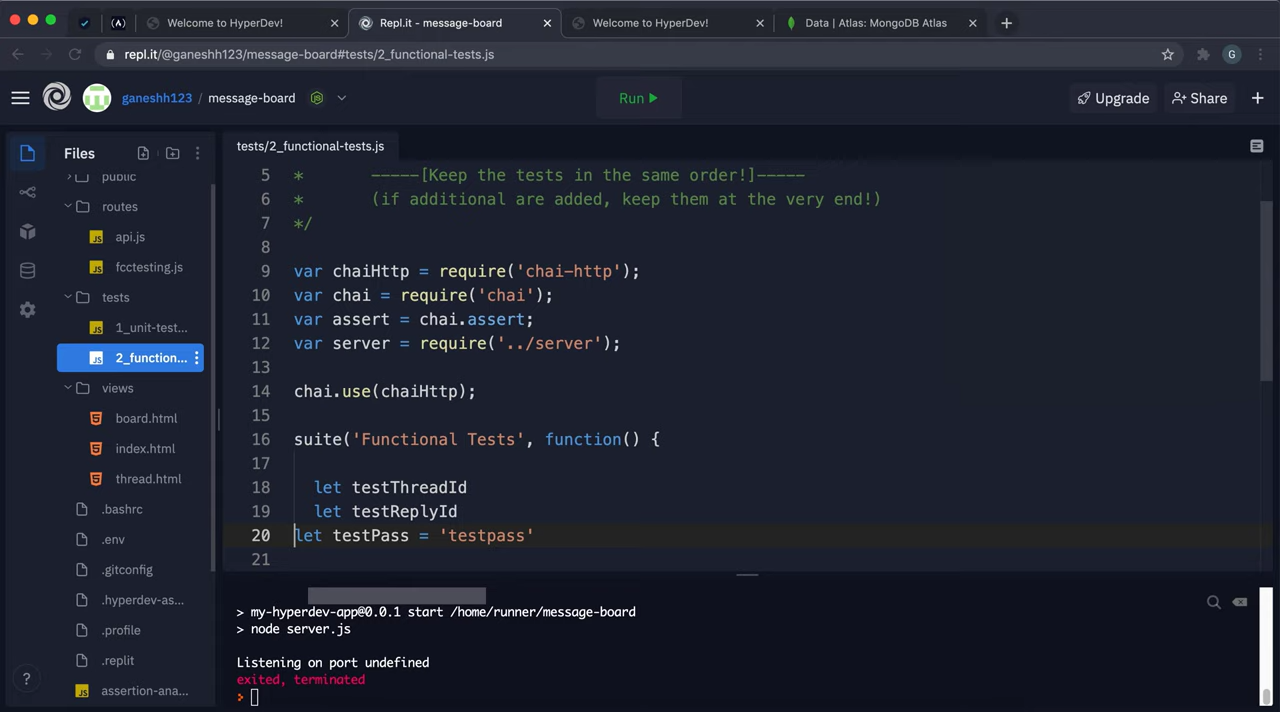 Welcome to HyperDev!
Repl.it - message-board
Welcome to HyperDev!
Data | Atlas: MongoDB Atlas
repl.it/@ganeshh123/message-board#tests/2_functional-tests.js
G
ganeshh123 / message-board
Run
Upgrade
Share
Files
tests/2_functional-tests.js
public
routes
api.js
fcctesting.js
tests
1_unit-test...
2_function...
views
board.html
index.html
thread.html
.bashrc
.env
.gitconfig
.hyperdev-as...
.profile
.replit
assertion-ana...
5 * -----[Keep the tests in the same order!]-----
6 * (if additional are added, keep them at the very end!)
7 */
8
9 var chaiHttp = require('chai-http');
10 var chai = require('chai');
11 var assert = chai.assert;
12 var server = require('../server');
13
14 chai.use(chaiHttp);
15
16 suite('Functional Tests', function() {
17
18 let testThreadId
19 let testReplyId
20 let testPass = 'testpass'
21
> my-hyperdev-app@0.0.1 start /home/runner/message-board
> node server.js
Listening on port undefined
exited, terminated
>
?